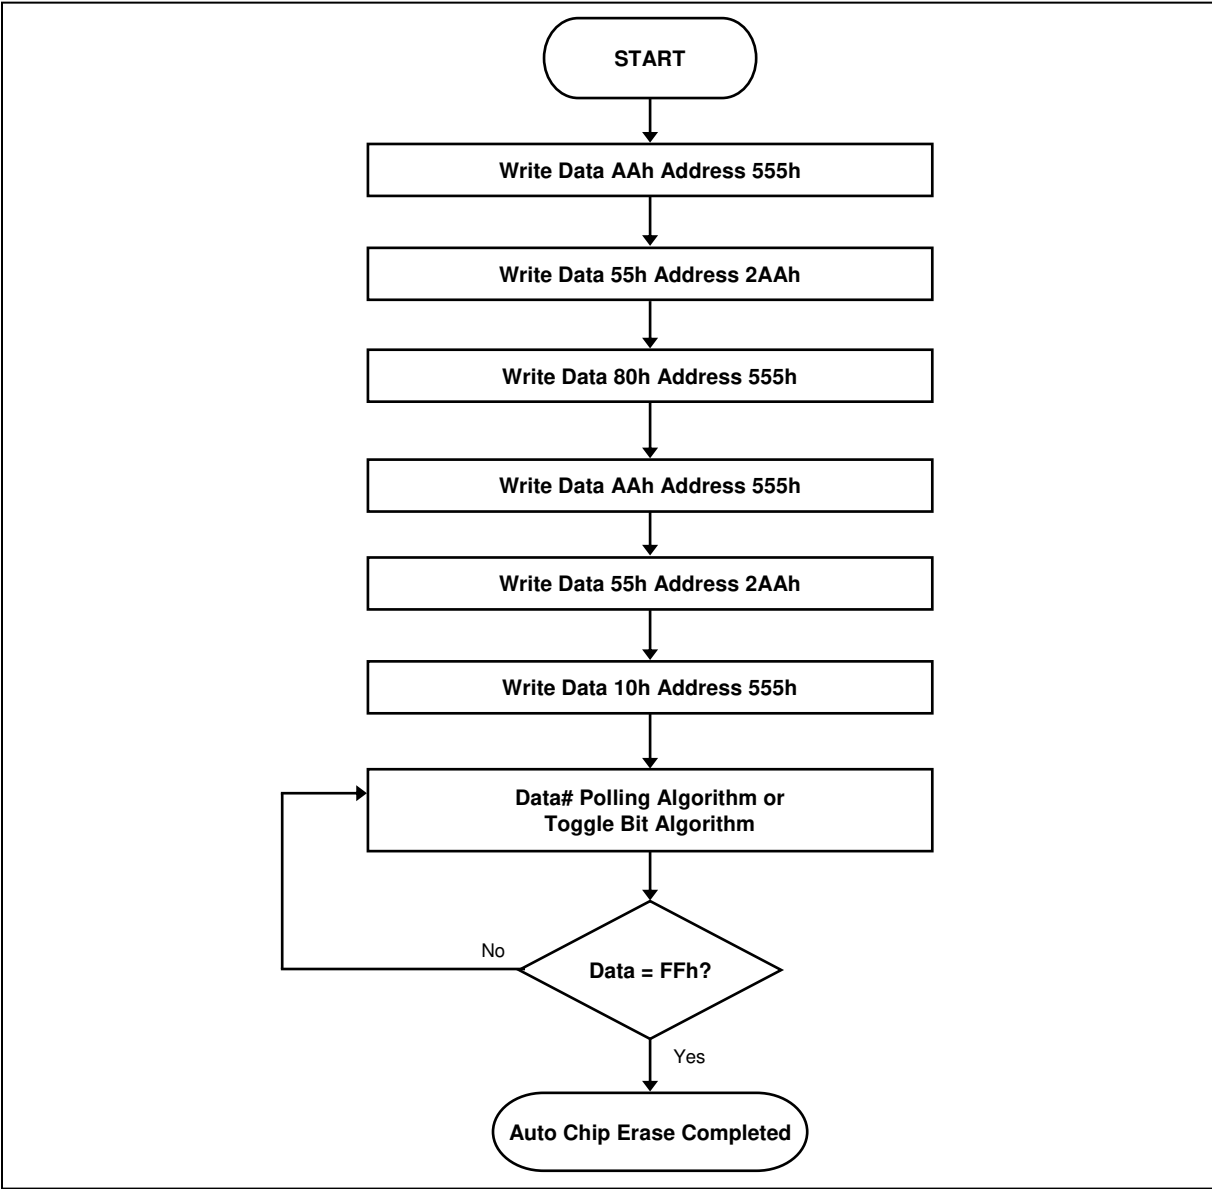 START
Write Data AAh Address 555h
Write Data 55h Address 2AAh
Write Data 80h Address 555h
Write Data AAh Address 555h
Write Data 55h Address 2AAh
Write Data 10h Address 555h
Data# Polling Algorithm or
Toggle Bit Algorithm
No
Data = FFh?
Yes
Auto Chip Erase Completed